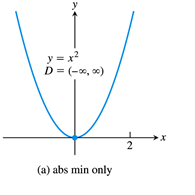 y
y = x²
D = (−∞, ∞)
x
2
(a) abs min only